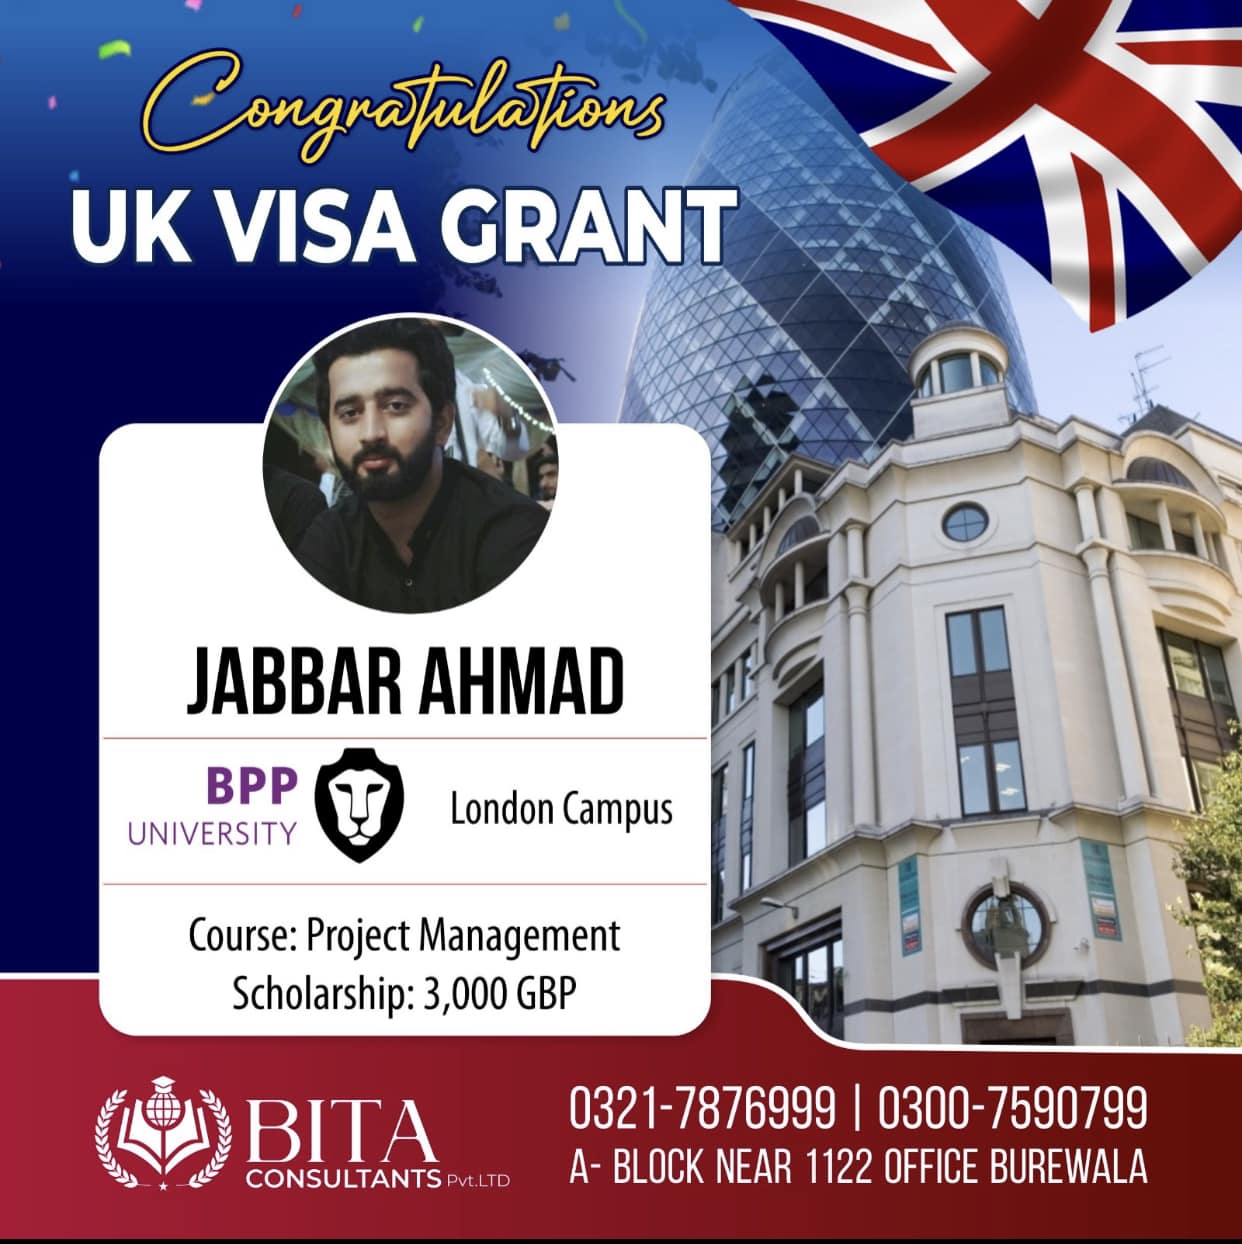 Congratulations
UK VISA GRANT
JABBAR AHMAD
BPP
UNIVERSITY
London Campus
Course: Project Management
Scholarship: 3,000 GBP
BITA
CONSULTANTS Pvt.LTD
0321-7876999 | 0300-7590799
A- BLOCK NEAR 1122 OFFICE BUREWALA